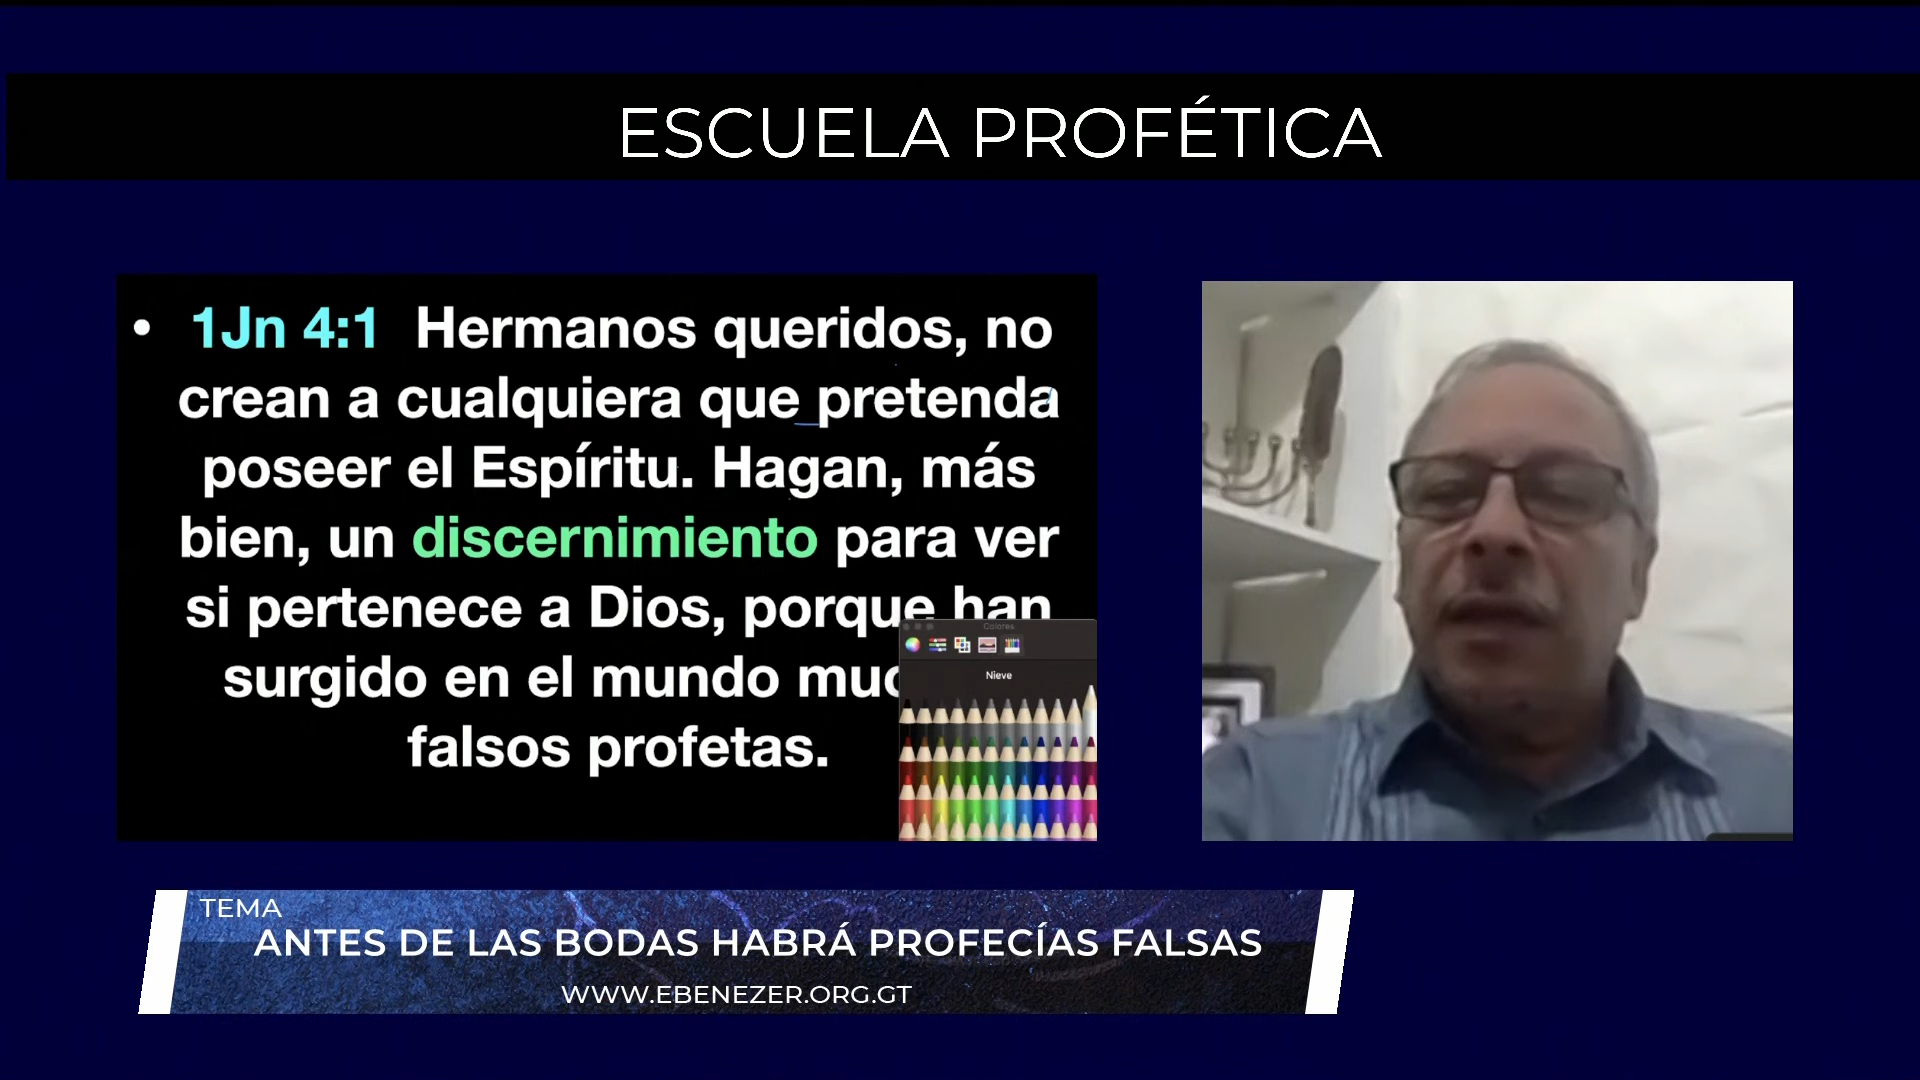 ESCUELA PROFÉTICA
• 1Jn 4:1 Hermanos queridos, no
crean a cualquiera que pretenda
poseer el Espíritu. Hagan, más
bien, un discernimiento para ver
si pertenece a Dios, porque han
surgido en el mundo muc
falsos profetas.
Colores
Nieve
TEMA
ANTES DE LAS BODAS HABRÁ PROFECÍAS FALSAS
WWW.EBENEZER.ORG.GT